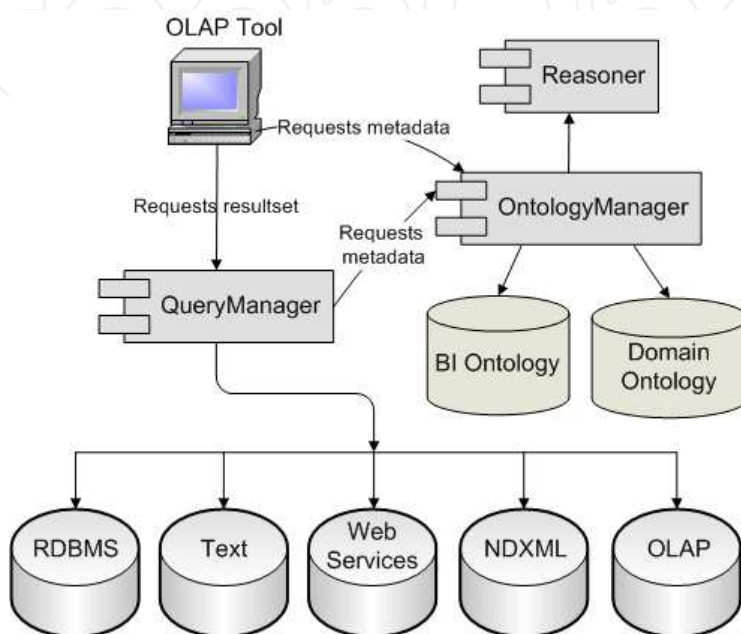 OLAP Tool
Reasoner
Requests metadata
OntologyManager
Requests resultset
Requests
metadata
QueryManager
BI Ontology
Domain
Ontology
RDBMS
Text
Web
Services
NDXML
OLAP